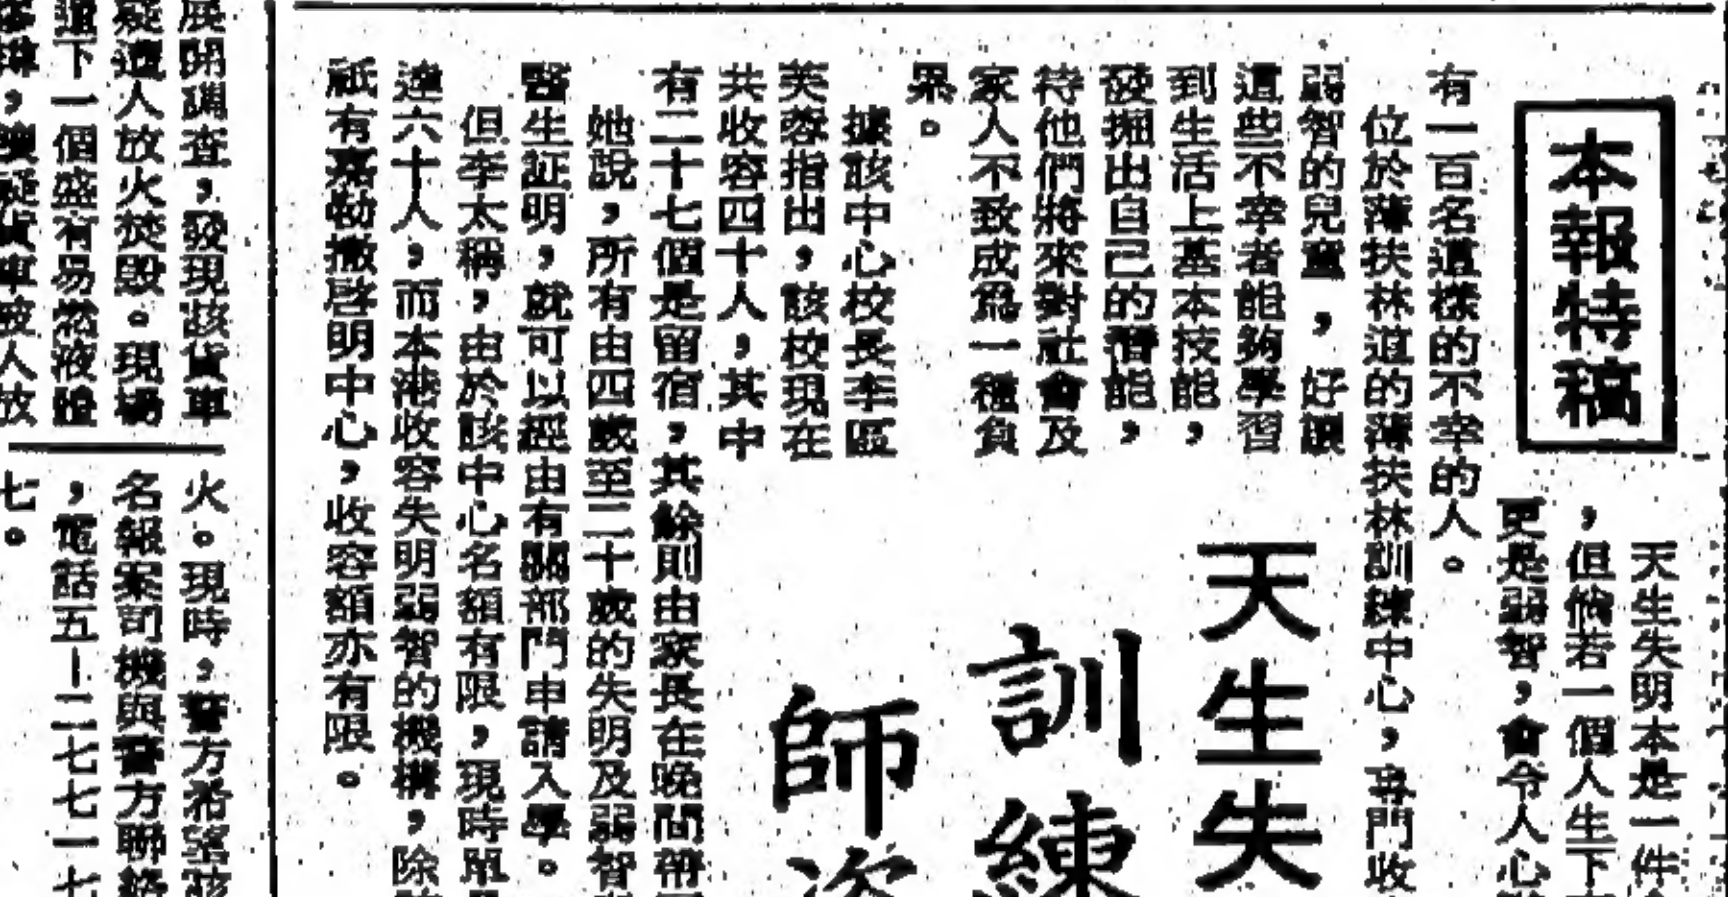 本報特稿
天生失明本是一件
，但倘若一個人生下
更是弱智，會令人心
有一百名這樣的不幸的人。
位於薄扶林道的薄扶林訓練中心，專門收
弱智的兒童，好讓
這些不幸者能夠學習
到生活上基本技能，
發掘出自己的潛能，
待他們將來對社會及
家人不致成爲一種負
累。
據該中心校長李區
芙蓉指出，該校現在
共收容四十人，其中
有二十七個是留宿，其餘則由家長在晚間帶
她說，所有由四歲至二十歲的失明及弱智
醫生証明，就可以經由有關部門申請入學。
但李太稱，由於該中心名額有限，現時單
達六十人，而本港收容失明弱智的機構，除
祇有嘉勒撒啓明中心，收容額亦有限。
天生失
訓練
師資
展開調查，發現該貨車
疑遭人放火焚毀。現場
遺下一個盛有易燃液體
，懷疑貨車被人放
火。現時，警方希望該
名報案司機與警方聯絡
，電話五－二七七一七
七。